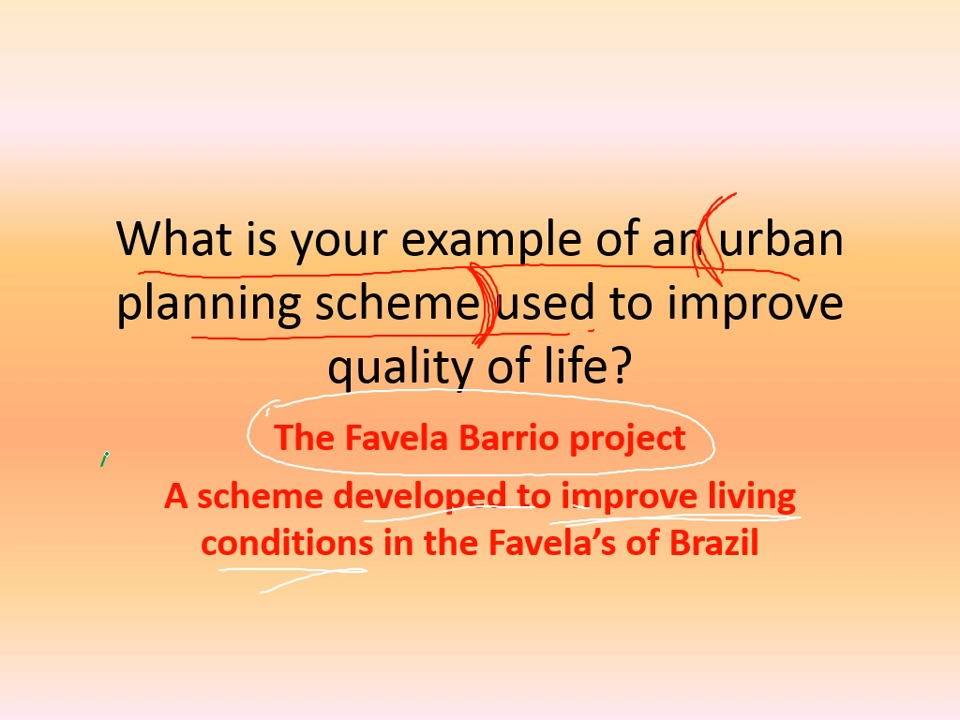 What is your example of an urban
planning scheme used to improve
quality of life?
The Favela Barrio project
A scheme developed to improve living
conditions in the Favela's of Brazil